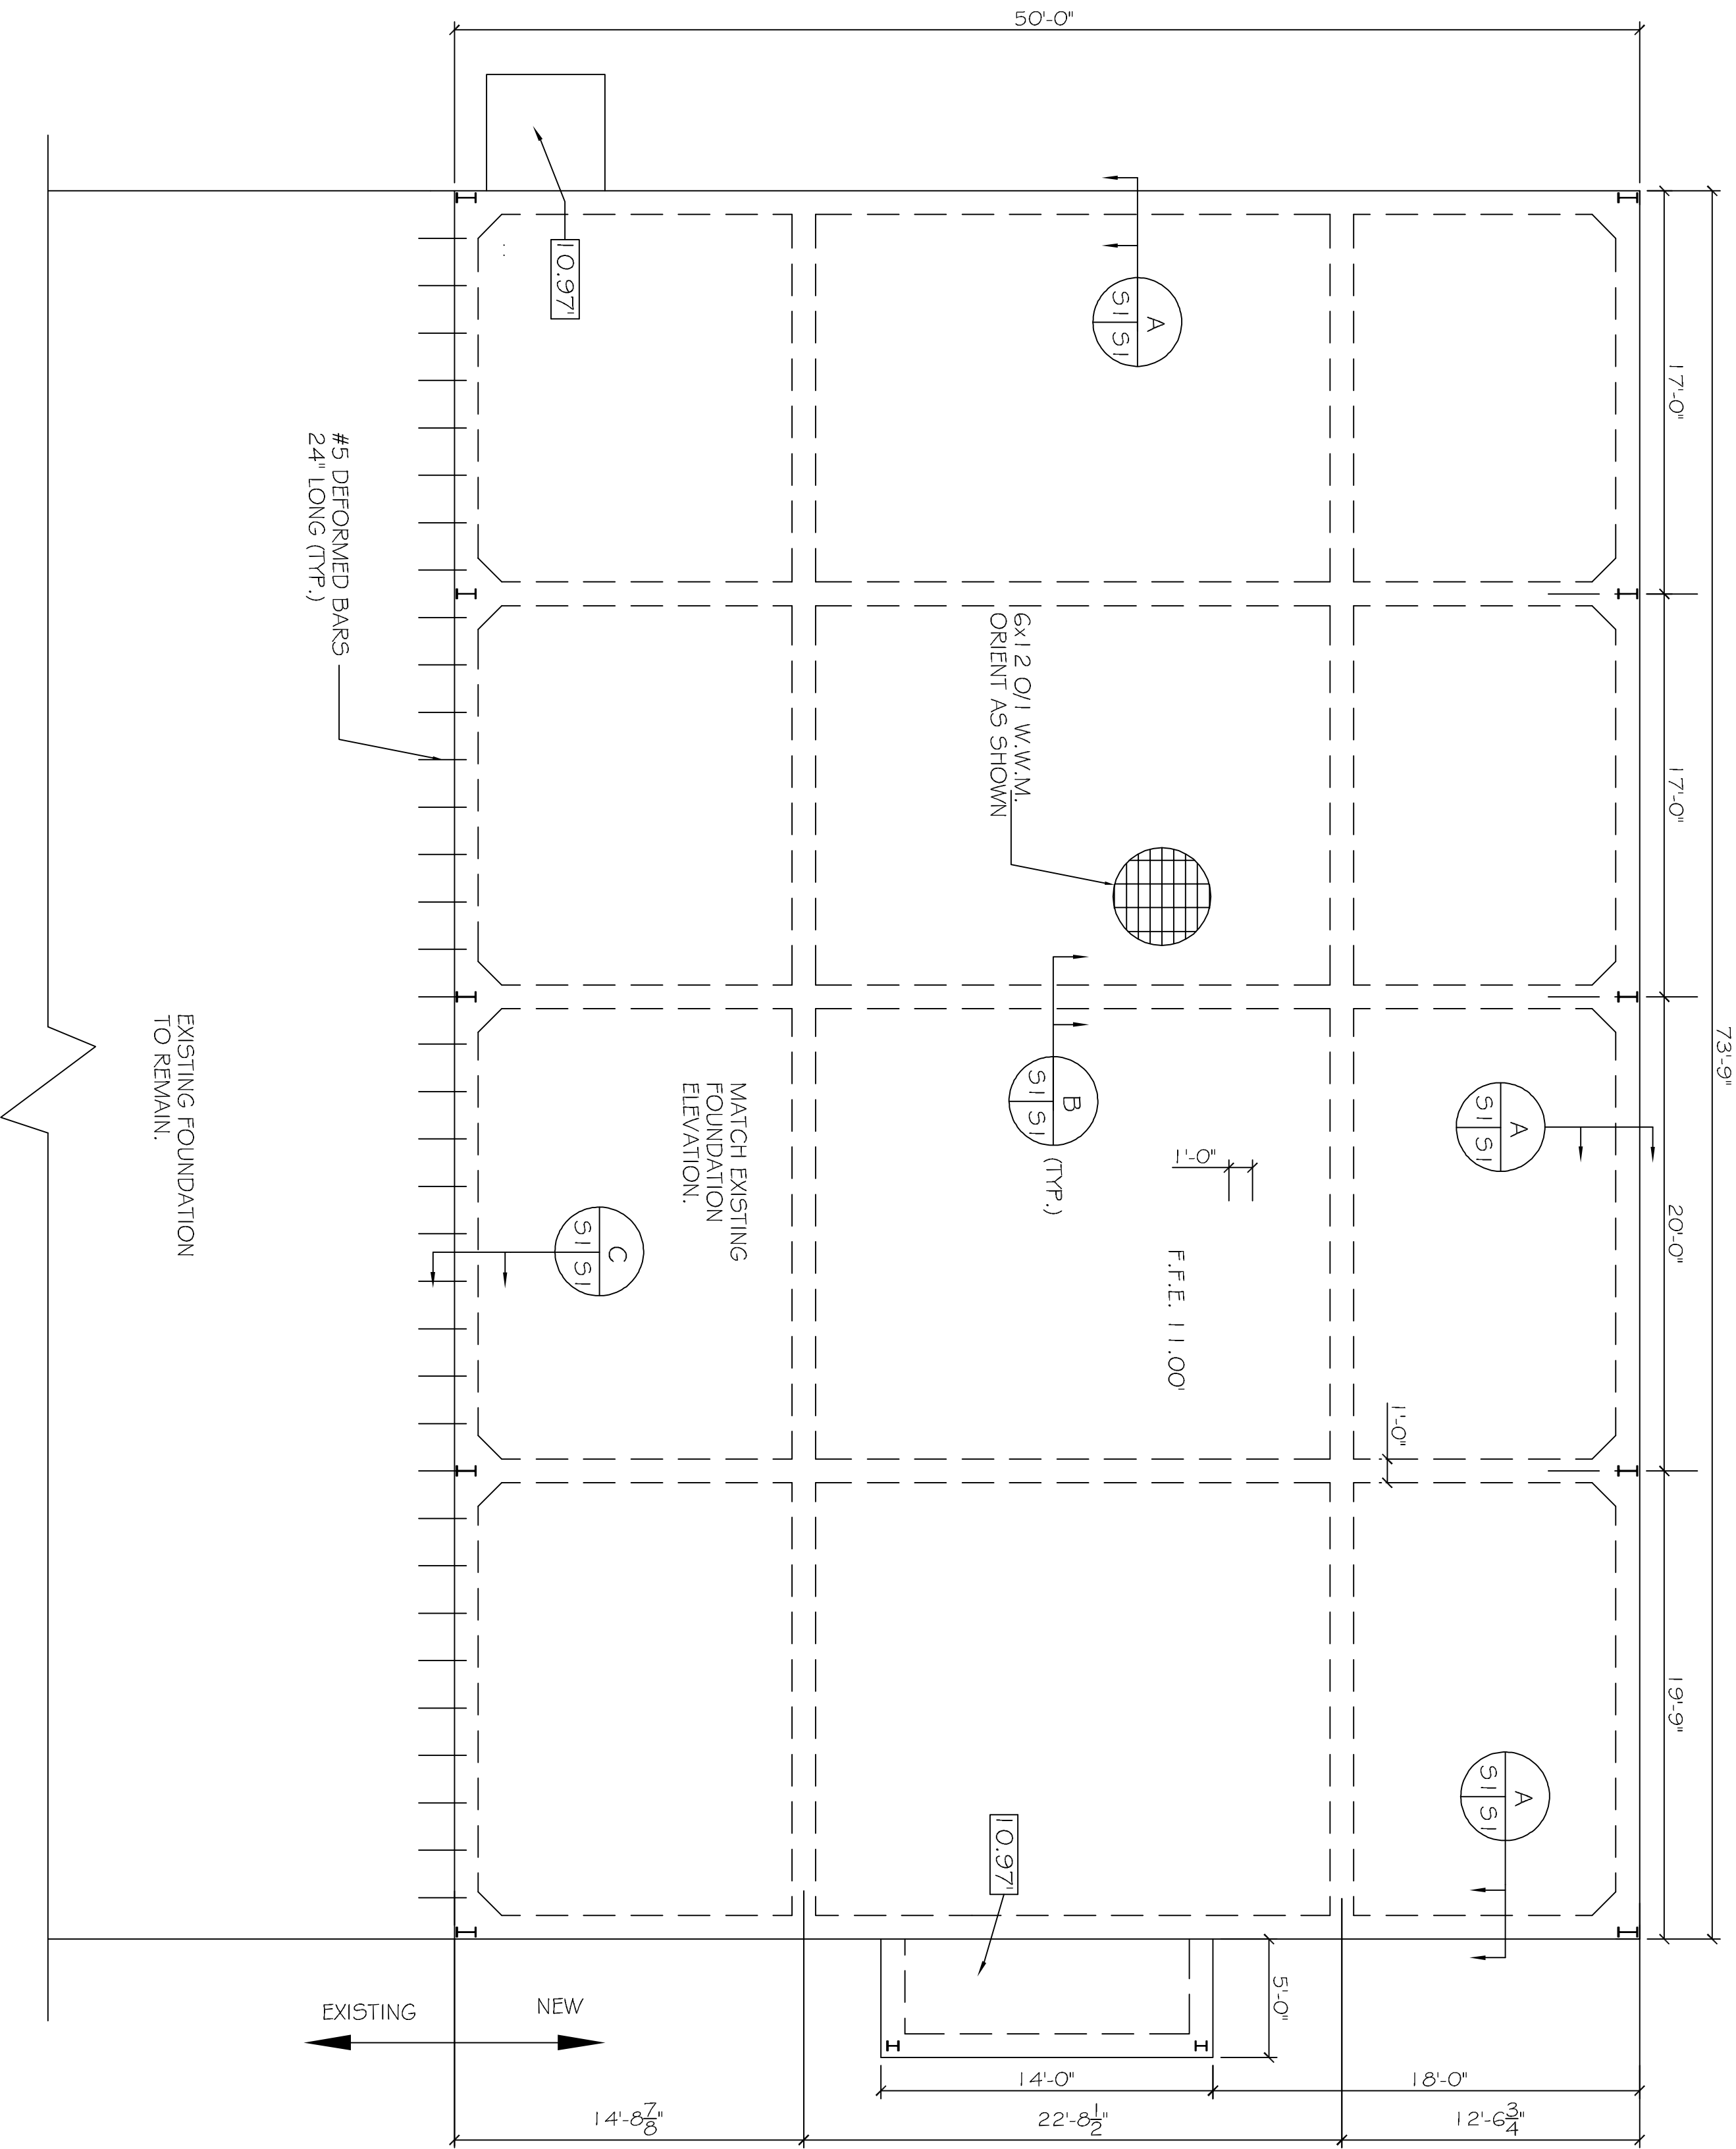 50'-0"
73'-9"
17'-0"
17'-0"
20'-0"
19'-9"
10.97'
A
S1 S1
#5 DEFORMED BARS
24" LONG (TYP.)
6x12 0/1 W.W.M.
ORIENT AS SHOWN
B
S1 S1
(TYP.)
A
S1 S1
1'-0"
MATCH EXISTING
FOUNDATION
ELEVATION.
EXISTING FOUNDATION
TO REMAIN.
C
S1 S1
F.F.E. 11.00'
1'-0"
A
S1 S1
10.97'
5'-0"
EXISTING
NEW
14'-0"
18'-0"
14'-8 7/8"
22'-8 1/2"
12'-6 3/4"